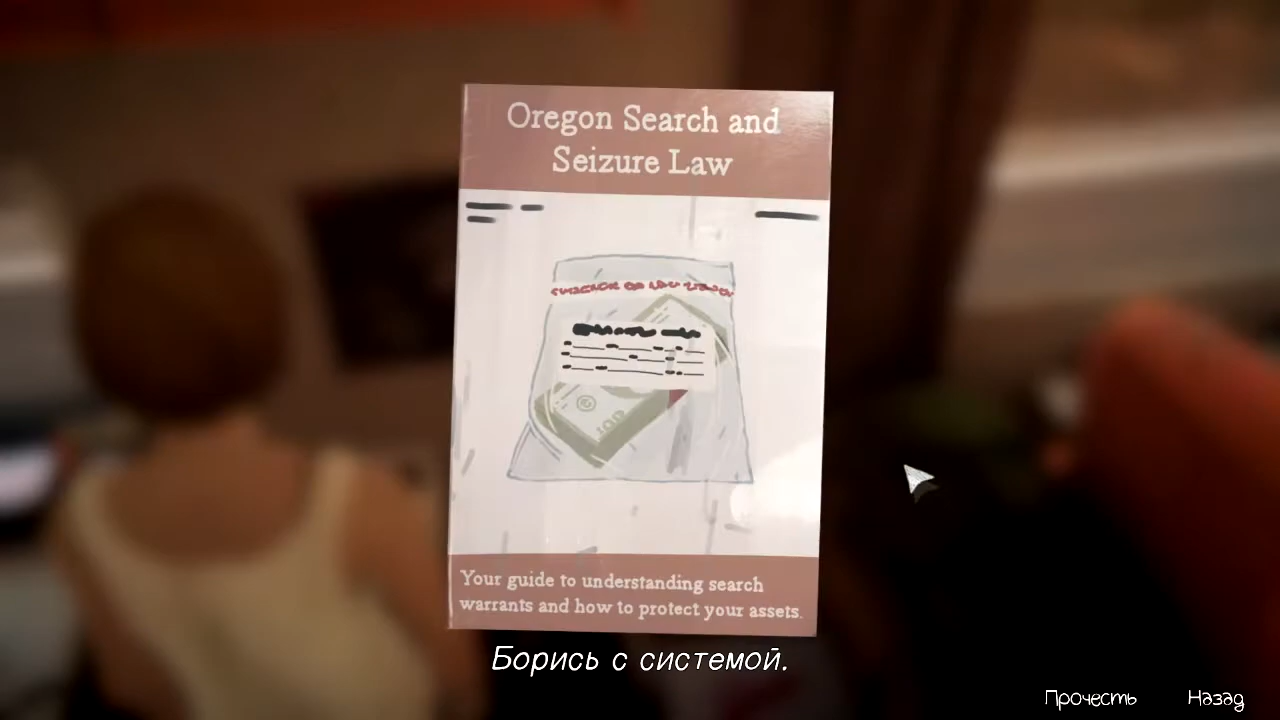 Oregon Search and
Seizure Law
Your guide to understanding search
warrants and how to protect your assets.
Борись с системой.
Прочесть
Назад